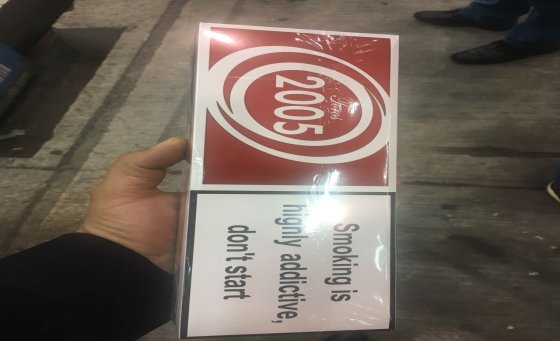 2005
Smoking is
highly addictive,
don't start